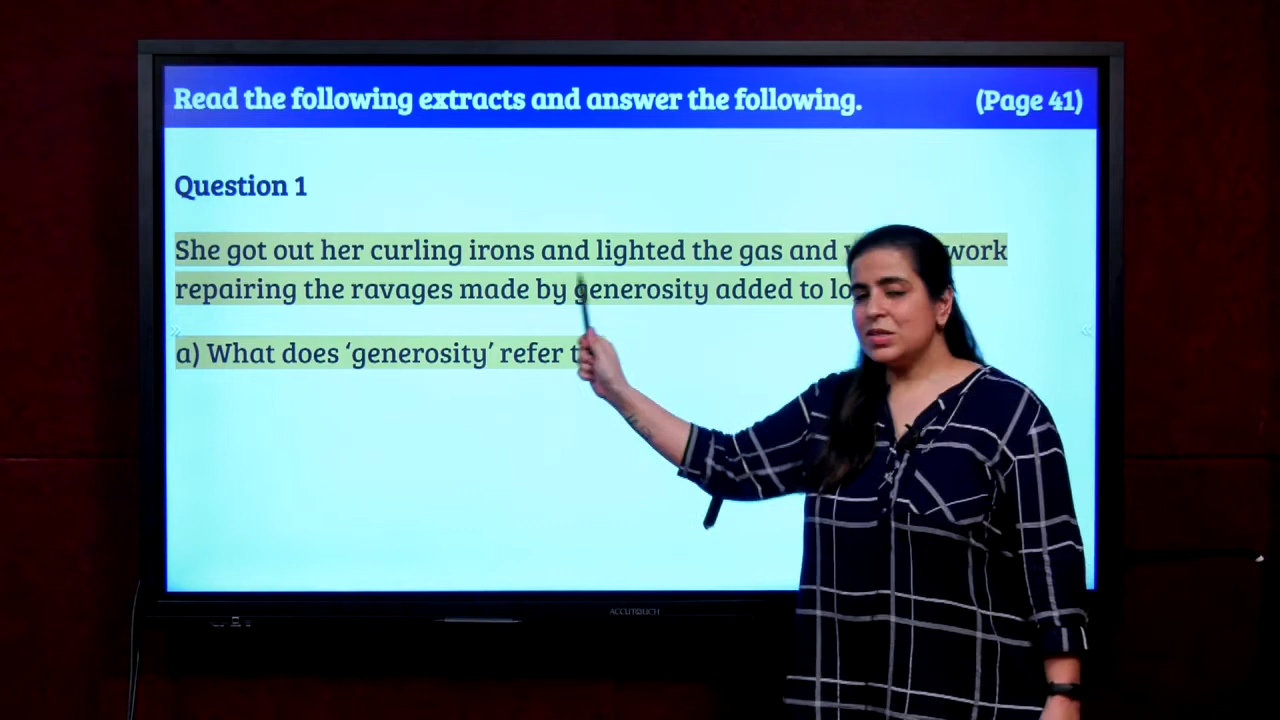 Read the following extracts and answer the following. (Page 41)
Question 1
She got out her curling irons and lighted the gas and work
repairing the ravages made by generosity added to
a) What does ‘generosity’ refer
ACCUTOUCH